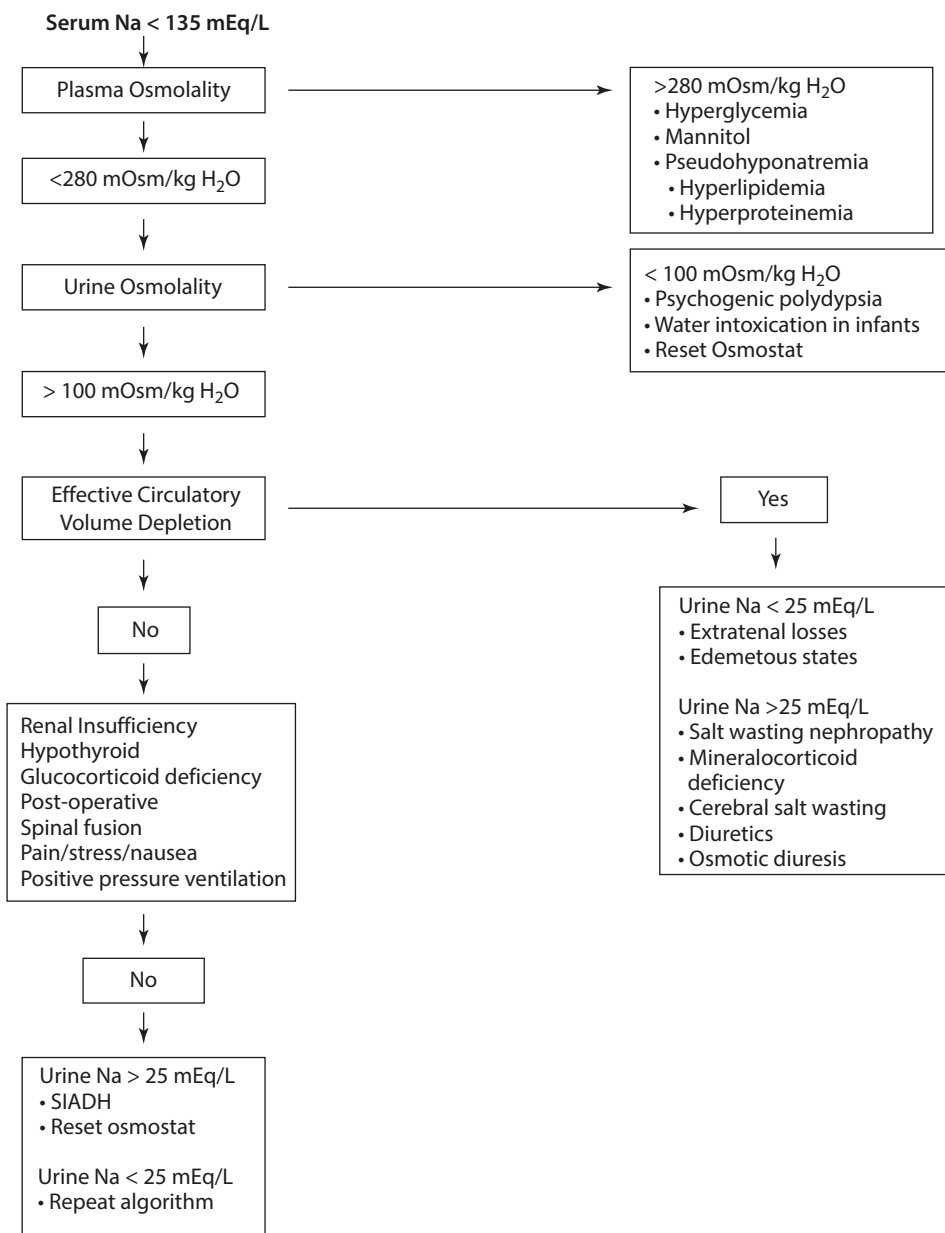 Serum Na < 135 mEq/L
Plasma Osmolality
>280 mOsm/kg H₂O
• Hyperglycemia
• Mannitol
• Pseudohyponatremia
• Hyperlipidemia
• Hyperproteinemia
<280 mOsm/kg H₂O
Urine Osmolality
< 100 mOsm/kg H₂O
• Psychogenic polydypsia
• Water intoxication in infants
• Reset Osmostat
> 100 mOsm/kg H₂O
Effective Circulatory
Volume Depletion
Yes
No
Urine Na < 25 mEq/L
• Extratenal losses
• Edemetous states
Urine Na >25 mEq/L
• Salt wasting nephropathy
• Mineralocorticoid
deficiency
• Cerebral salt wasting
• Diuretics
• Osmotic diuresis
Renal Insufficiency
Hypothyroid
Glucocorticoid deficiency
Post-operative
Spinal fusion
Pain/stress/nausea
Positive pressure ventilation
No
Urine Na > 25 mEq/L
• SIADH
• Reset osmostat
Urine Na < 25 mEq/L
• Repeat algorithm